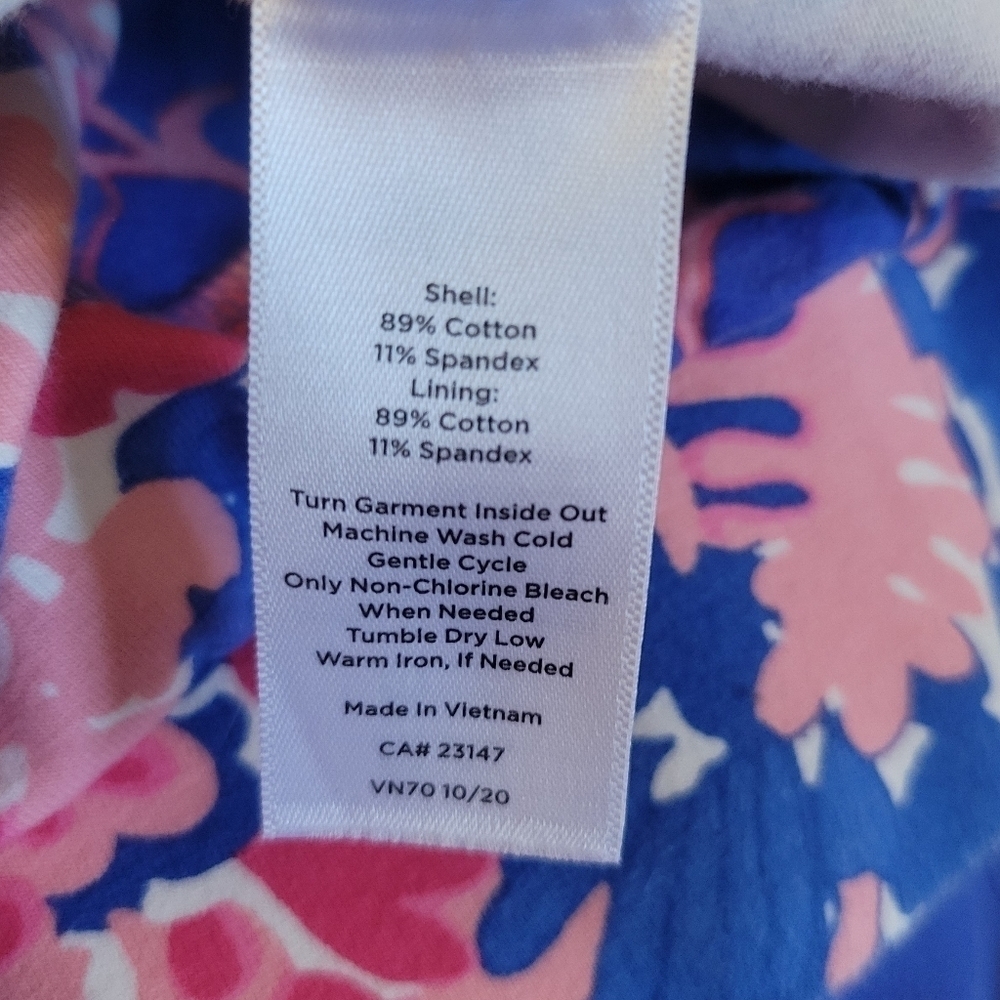 Shell:
89% Cotton
11% Spandex
Lining:
89% Cotton
11% Spandex
Turn Garment Inside Out
Machine Wash Cold
Gentle Cycle
Only Non-Chlorine Bleach
When Needed
Tumble Dry Low
Warm Iron, If Needed
Made In Vietnam
CA# 23147
VN70 10/20